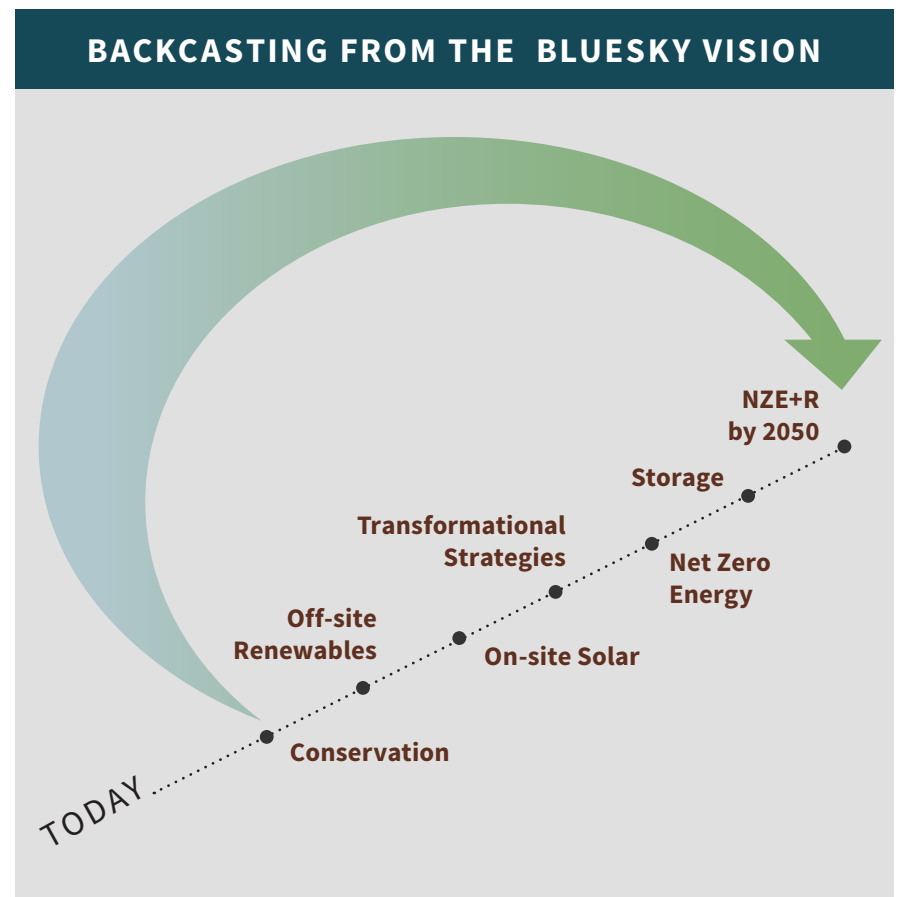 BACKCASTING FROM THE BLUESKY VISION
NZE+R
by 2050
Storage
Transformational
Strategies
Net Zero
Energy
Off-site
Renewables
On-site Solar
Conservation
TODAY